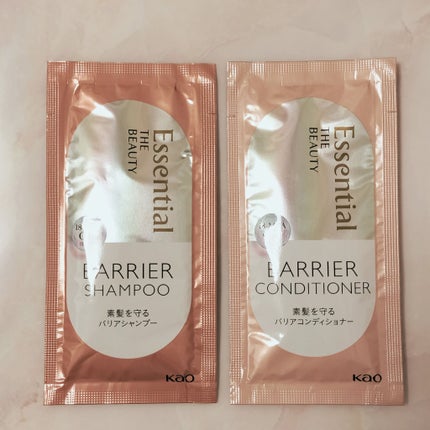 Essential
THE
BEAUTY
BARRIER
SHAMPOO
素髪を守る
バリアシャンプー
Kao
Essential
THE
BEAUTY
BARRIER
CONDITIONER
素髪を守る
バリアコンディショナー
Kao